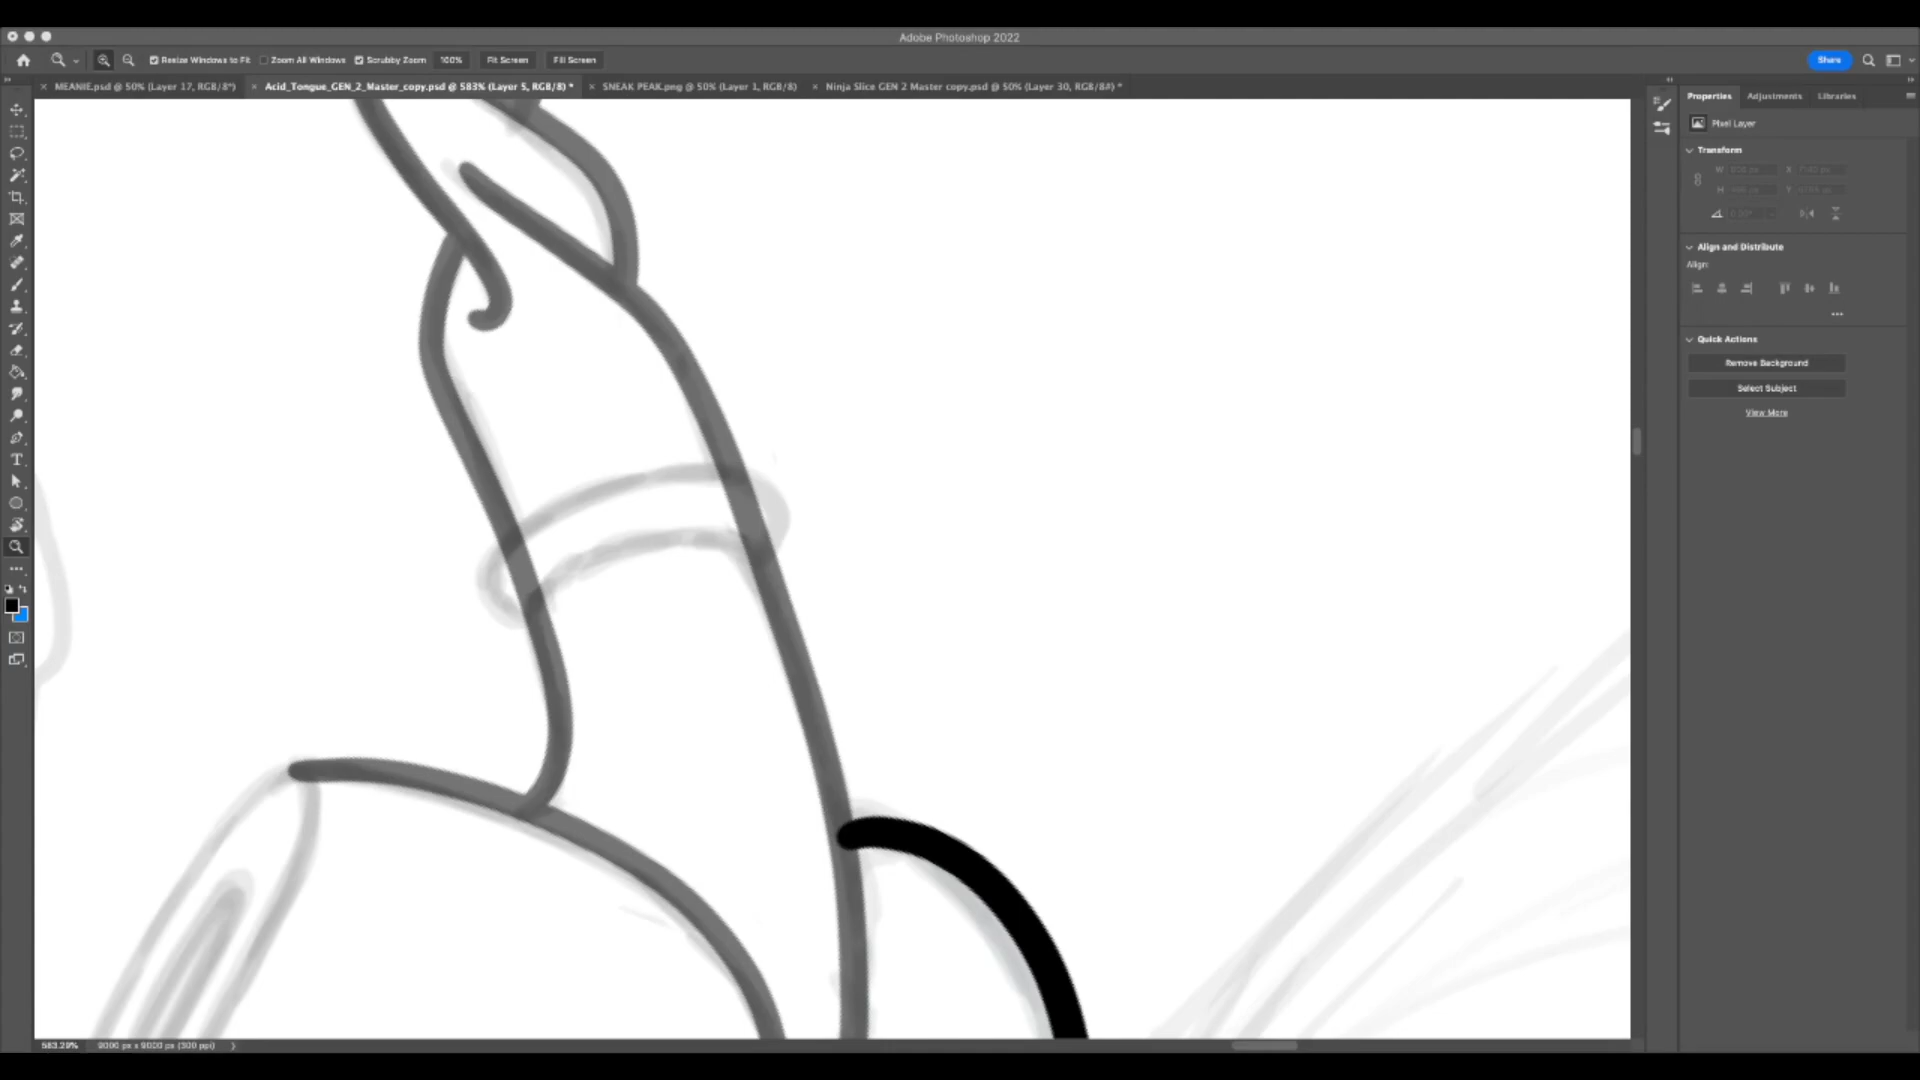 Adobe Photoshop 2022
Resize Windows to Fit Zoom All Windows Scrubby Zoom 100% Fit Screen Fill Screen Share
MEANIE.psd @ 50% (Layer 17, RGB/8*) Acid_Tongue_GEN_2_Master_copy.psd @ 583% (Layer 5, RGB/8) * SNEAK PEAK.png @ 50% (Layer 1, RGB/8) Ninja Slice GEN 2 Master copy.psd @ 50% (Layer 30, RGB/8#) *
Properties Adjustments Libraries
Pixel Layer
Transform
W X
H Y
Align and Distribute
Align:
Quick Actions
Remove Background
Select Subject
View More
583.29% 9000 px x 9000 px (300 ppi)